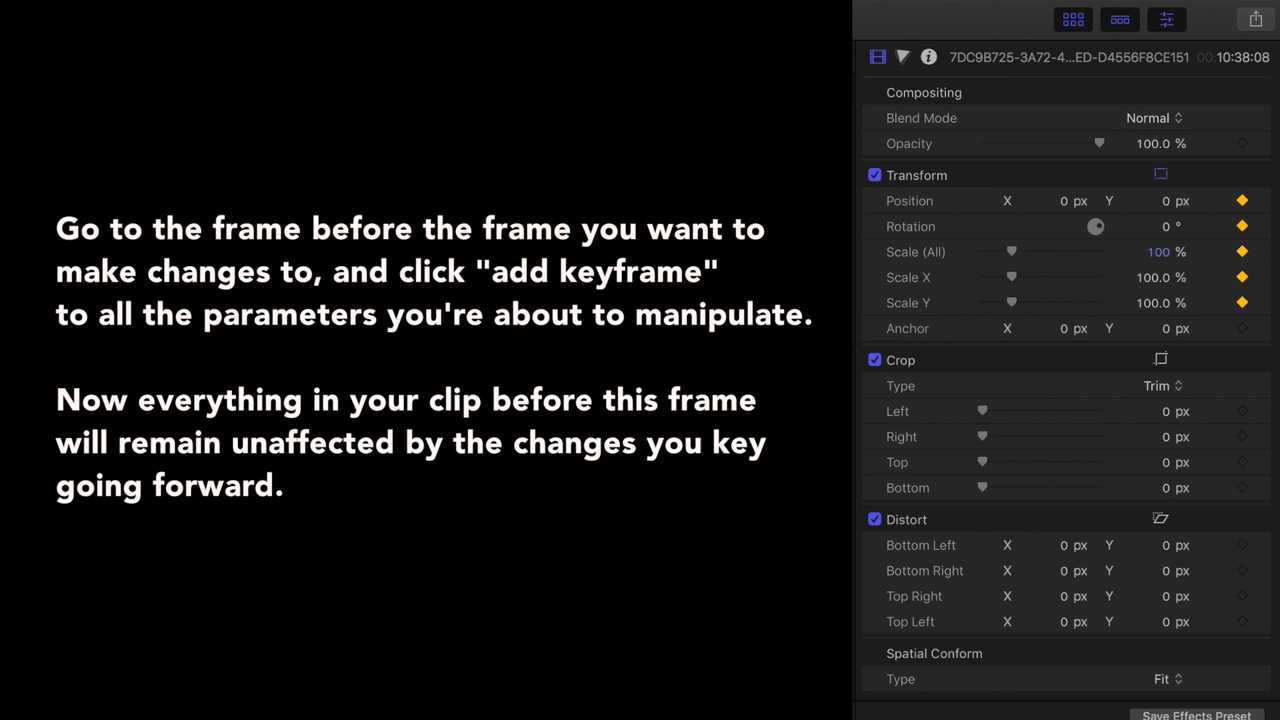 Go to the frame before the frame you want to
make changes to, and click "add keyframe"
to all the parameters you're about to manipulate.
Now everything in your clip before this frame
will remain unaffected by the changes you key
going forward.
7DC9B725-3A72-4...ED-D4556F8CE151 00:10:38:08
Compositing
Blend Mode Normal
Opacity 100.0 %
Transform
Position X 0 px Y 0 px
Rotation 0 °
Scale (All) 100 %
Scale X 100.0 %
Scale Y 100.0 %
Anchor X 0 px Y 0 px
Crop
Type Trim
Left 0 px
Right 0 px
Top 0 px
Bottom 0 px
Distort
Bottom Left X 0 px Y 0 px
Bottom Right X 0 px Y 0 px
Top Right X 0 px Y 0 px
Top Left X 0 px Y 0 px
Spatial Conform
Type Fit
Save Effects Preset